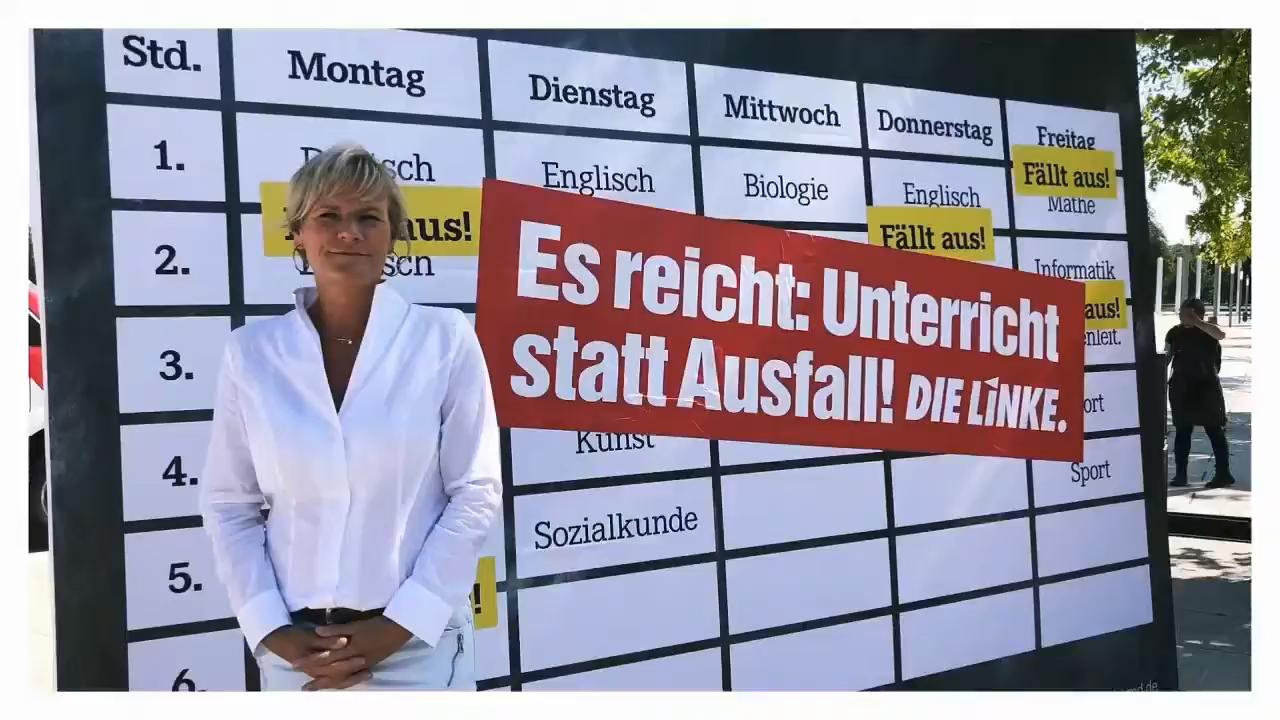 Std. Montag Dienstag Mittwoch Donnerstag Freitag
Fällt aus!
1. Englisch Biologie Englisch Mathe
aus! Fällt aus!
2. Informatik
aus!
Es reicht: Unterricht
statt Ausfall! DIE LINKE.
3.
Kunst
4. Sport
Sozialkunde
5.
!
6.